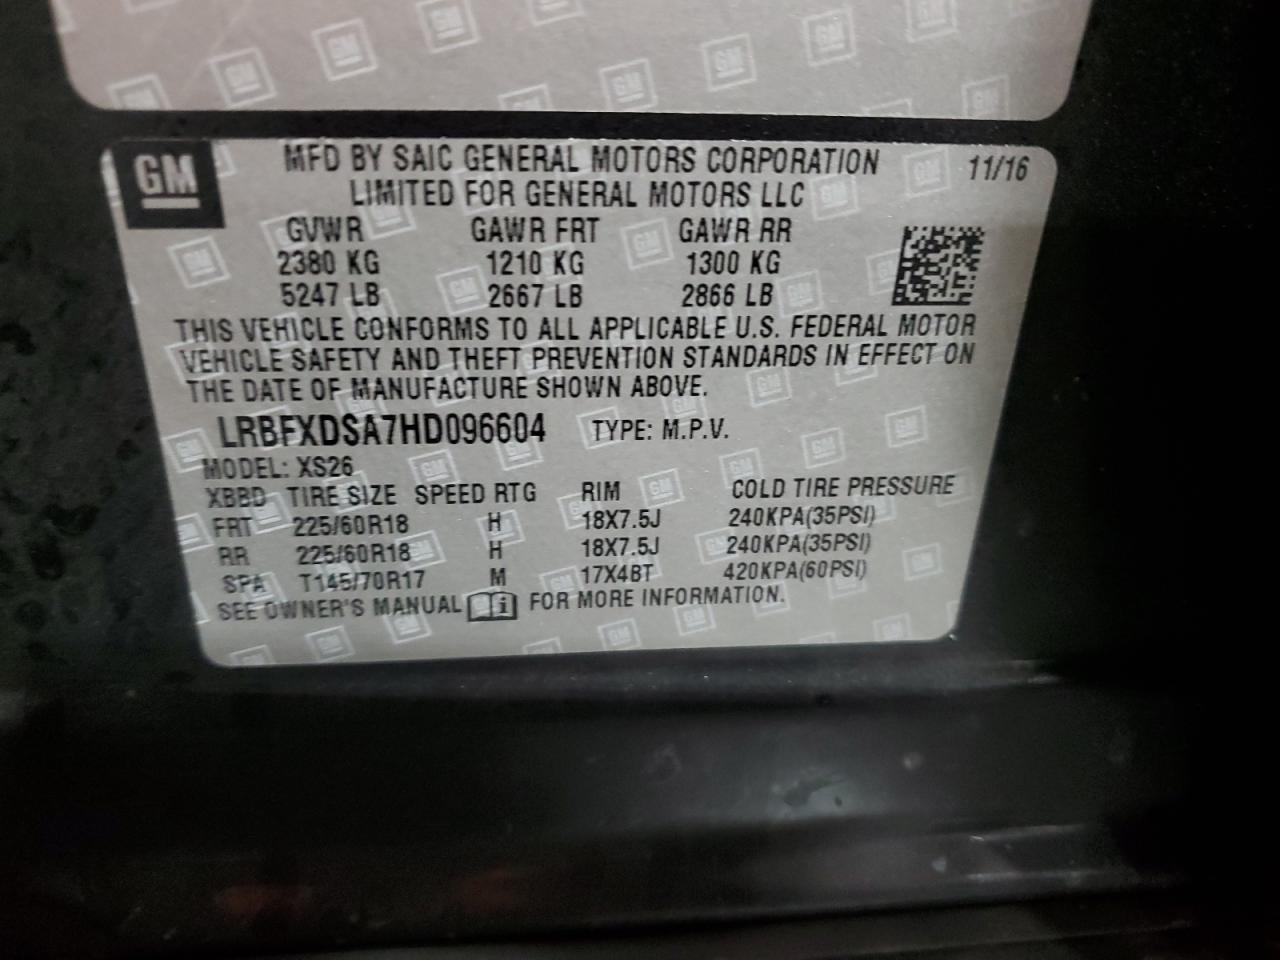 GM
MFD BY SAIC GENERAL MOTORS CORPORATION 11/16
LIMITED FOR GENERAL MOTORS LLC
GVWR GAWR FRT GAWR RR
2380 KG 1210 KG 1300 KG
5247 LB 2667 LB 2866 LB
THIS VEHICLE CONFORMS TO ALL APPLICABLE U.S. FEDERAL MOTOR
VEHICLE SAFETY AND THEFT PREVENTION STANDARDS IN EFFECT ON
THE DATE OF MANUFACTURE SHOWN ABOVE.
LRBFXDSA7HD096604 TYPE: M.P.V.
MODEL: XS26
XBBD TIRE SIZE SPEED RTG RIM COLD TIRE PRESSURE
FRT 225/60R18 H 18X7.5J 240KPA(35PSI)
RR 225/60R18 H 18X7.5J 240KPA(35PSI)
SPA T145/70R17 M 17X4BT 420KPA(60PSI)
SEE OWNER'S MANUAL i FOR MORE INFORMATION.